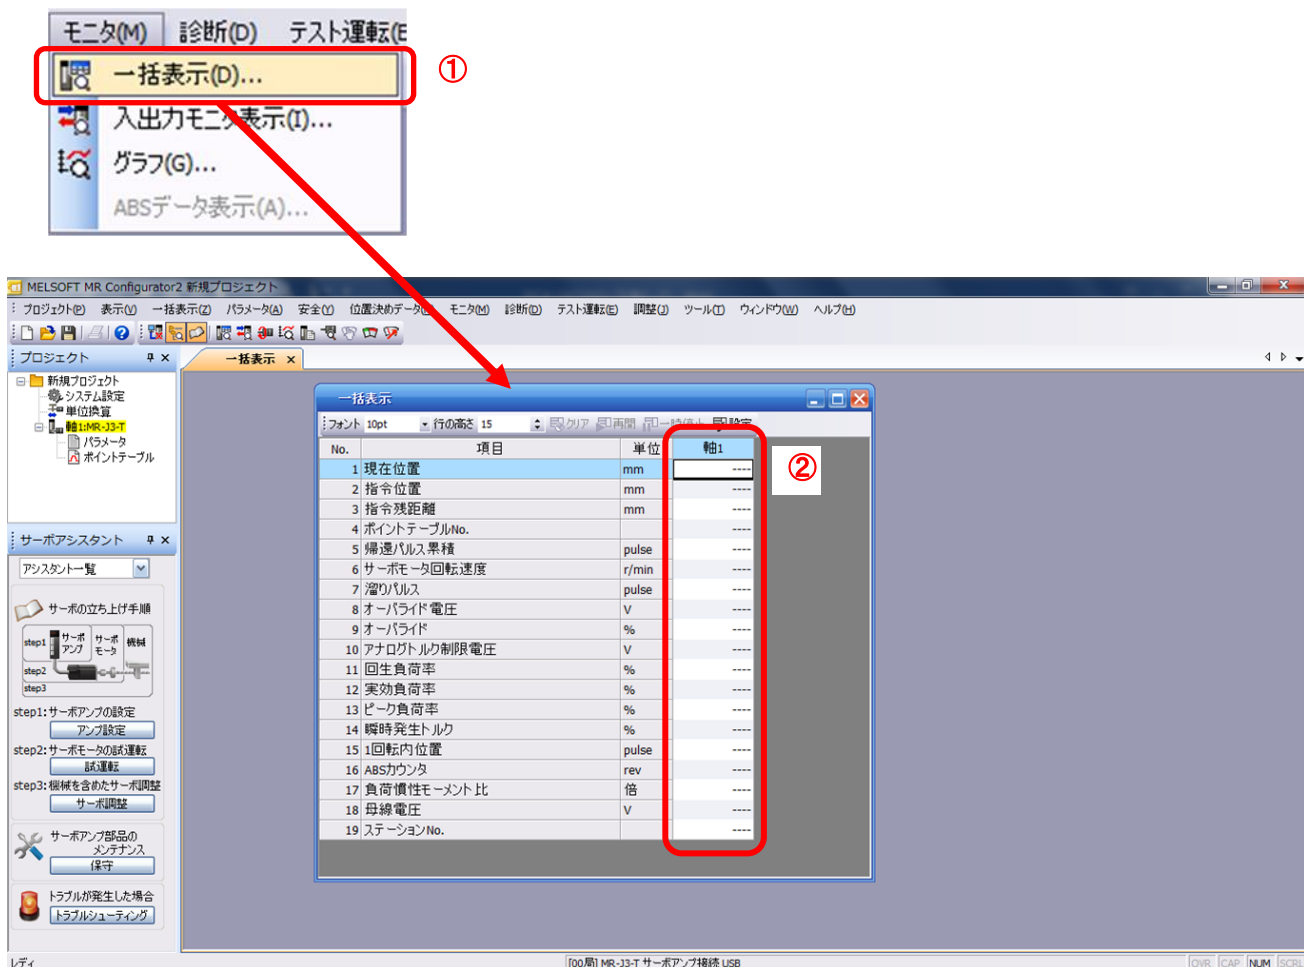 モニタ(M) 診断(D) テスト運転(E
一括表示(D)...
①
入出力モニタ表示(I)...
グラフ(G)...
ABSデータ表示(A)...
MELSOFT MR Configurator2 新規プロジェクト
プロジェクト(P) 表示(V) 一括表示(Z) パラメータ(A) 安全(Y) 位置決めデータ( モニタ(M) 診断(D) テスト運転(E) 調整(J) ツール(T) ウィンドウ(W) ヘルプ(H)
プロジェクト
一括表示
新規プロジェクト
システム設定
単位換算
軸1:MR-J3-T
パラメータ
ポイントテーブル
サーボアシスタント
アシスタント一覧
サーボの立ち上げ手順
step1 サーボアンプ サーボモータ 機械
step2
step3
step1:サーボアンプの設定
アンプ設定
step2:サーボモータの試運転
試運転
step3:機械を含めたサーボ調整
サーボ調整
サーボアンプ部品の
メンテナンス
保守
トラブルが発生した場合
トラブルシューティング
一括表示
フォント 10pt 行の高さ 15 クリア 再開 一時停止 設定
No. 項目 単位 軸1
②
1 現在位置 mm ----
2 指令位置 mm ----
3 指令残距離 mm ----
4 ポイントテーブルNo. ----
5 帰還パルス累積 pulse ----
6 サーボモータ回転速度 r/min ----
7 溜りパルス pulse ----
8 オーバライド電圧 V ----
9 オーバライド % ----
10 アナログトルク制限電圧 V ----
11 回生負荷率 % ----
12 実効負荷率 % ----
13 ピーク負荷率 % ----
14 瞬時発生トルク % ----
15 1回転内位置 pulse ----
16 ABSカウンタ rev ----
17 負荷慣性モーメント比 倍 ----
18 母線電圧 V ----
19 ステーションNo. ----
レディ
[00局] MR-J3-T サーボアンプ接続 USB
OVR CAP NUM SCRL